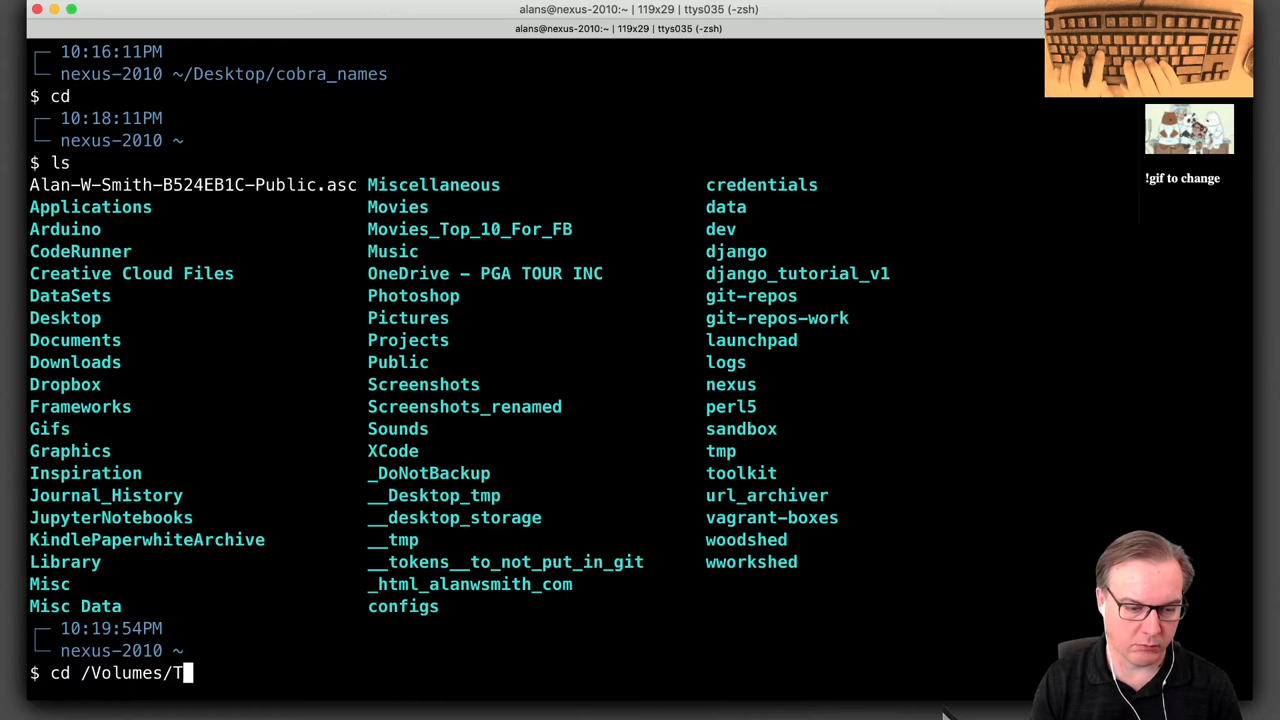 alans@nexus-2010:~ | 119x29 | ttys035 (-zsh)
alans@nexus-2010:~ | 119x29 | ttys035 (-zsh)
10:16:11PM
nexus-2010 ~/Desktop/cobra_names
$ cd
10:18:11PM
nexus-2010 ~
$ ls
Alan-W-Smith-B524EB1C-Public.asc Miscellaneous credentials
Applications Movies data
Arduino Movies_Top_10_For_FB dev
CodeRunner Music django
Creative Cloud Files OneDrive - PGA TOUR INC django_tutorial_v1
DataSets Photoshop git-repos
Desktop Pictures git-repos-work
Documents Projects launchpad
Downloads Public logs
Dropbox Screenshots nexus
Frameworks Screenshots_renamed perl5
Gifs Sounds sandbox
Graphics XCode tmp
Inspiration _DoNotBackup toolkit
Journal_History __Desktop_tmp url_archiver
JupyterNotebooks __desktop_storage vagrant-boxes
KindlePaperwhiteArchive __tmp woodshed
Library __tokens__to_not_put_in_git wworkshed
Misc _html_alanwsmith_com
Misc Data configs
10:19:54PM
nexus-2010 ~
$ cd /Volumes/T
!gif to change